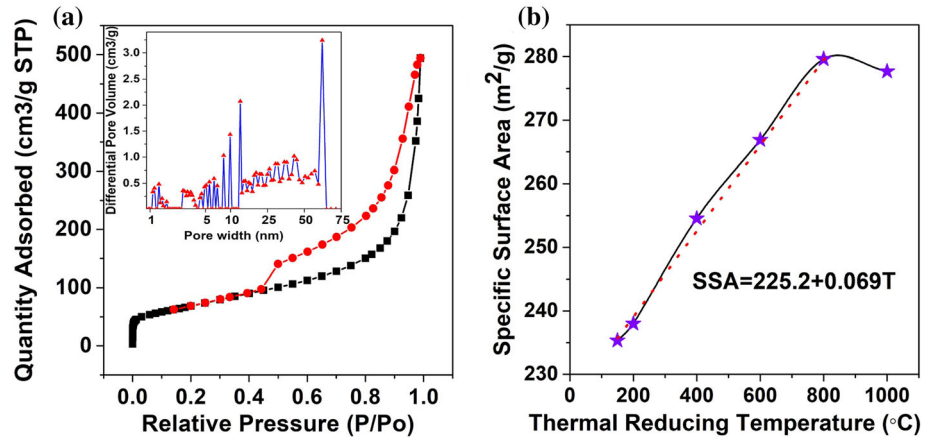 (a)
Quantity Adsorbed (cm3/g STP)
500
400
300
200
100
0
0.0 0.2 0.4 0.6 0.8 1.0
Relative Pressure (P/Po)
Differential Pore Volume (cm3/g)
3.0
2.5
2.0
1.5
1.0
0.5
1 5 10 25 50 75
Pore width (nm)
(b)
Specific Surface Area (m²/g)
280
270
260
250
240
230
SSA=225.2+0.069T
0 200 400 600 800 1000
Thermal Reducing Temperature (°C)